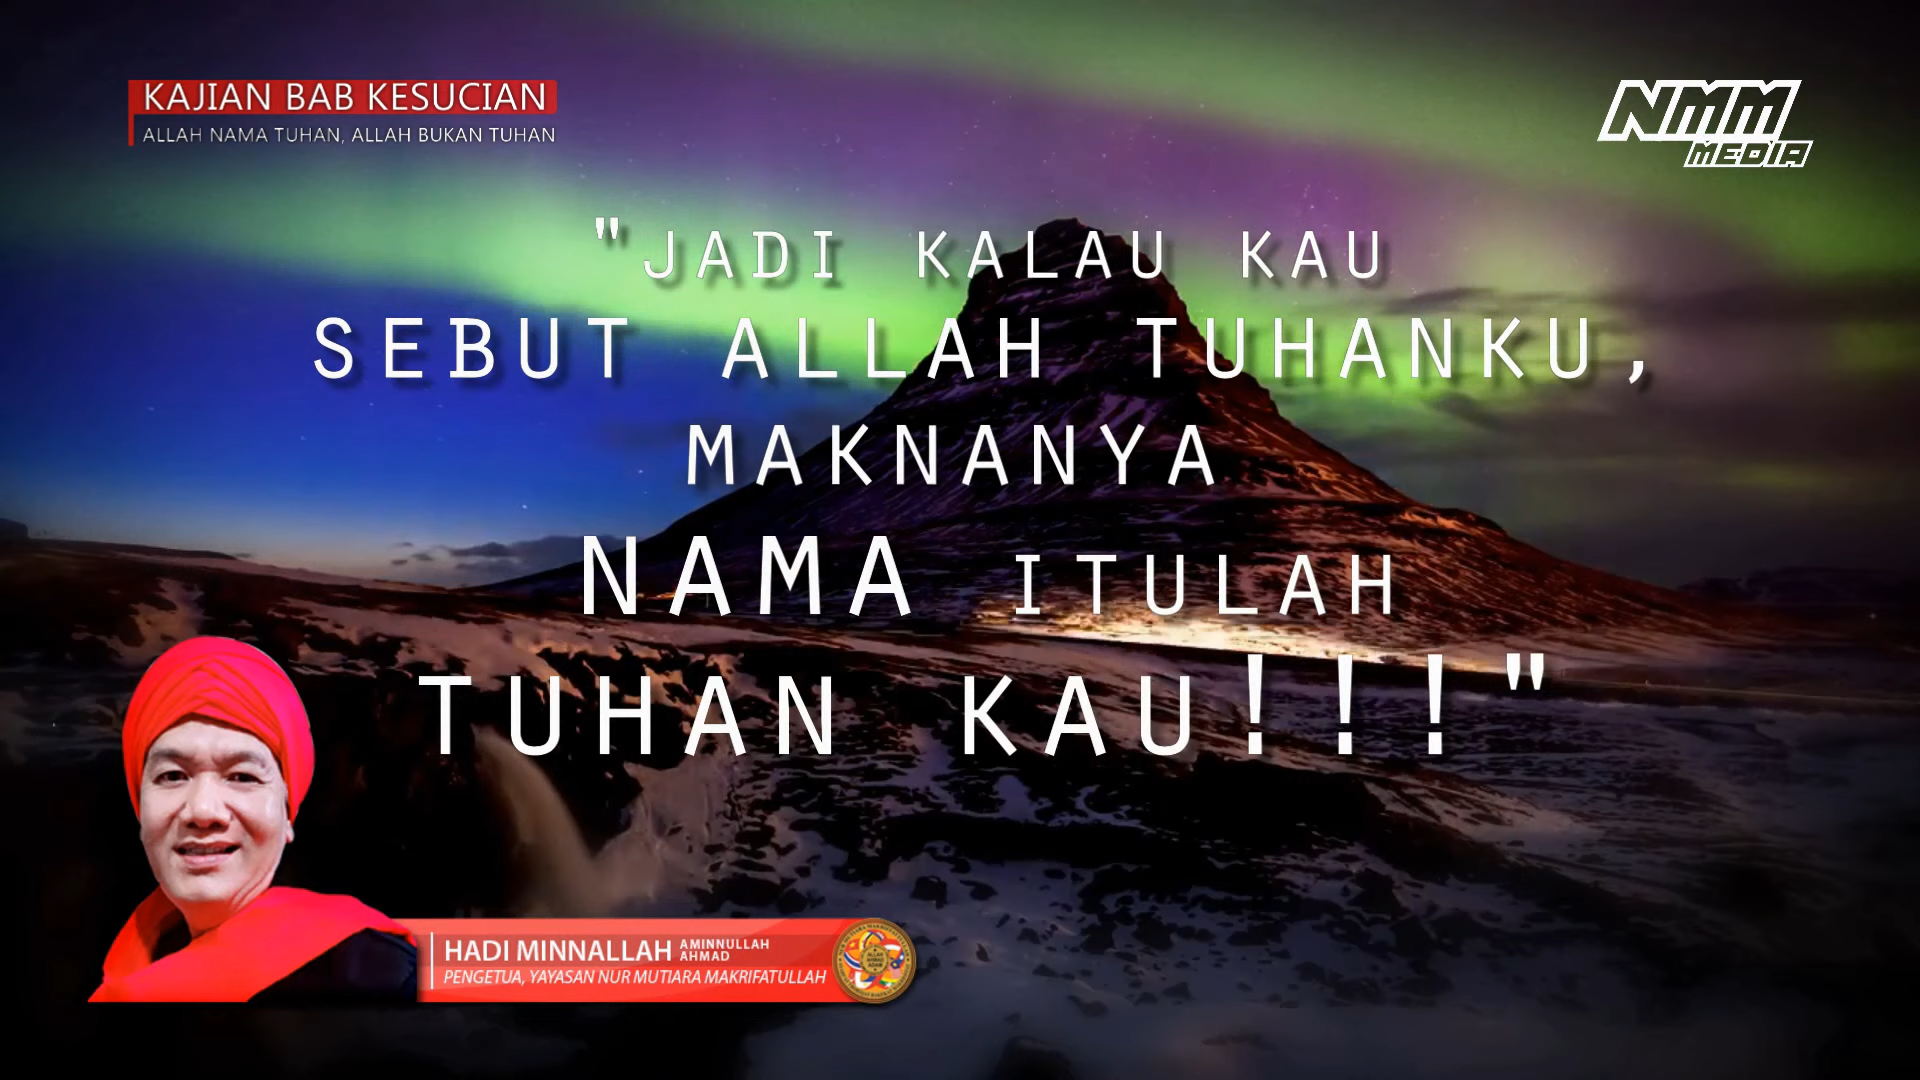 KAJIAN BAB KESUCIAN
ALLAH NAMA TUHAN, ALLAH BUKAN TUHAN
NMM
MEDIA
"JADI KALAU KAU
SEBUT ALLAH TUHANKU,
MAKNANYA
NAMA ITULAH
TUHAN KAU!!!"
HADI MINNALLAH AMINNULLAH AHMAD
PENGETUA, YAYASAN NUR MUTIARA MAKRIFATULLAH